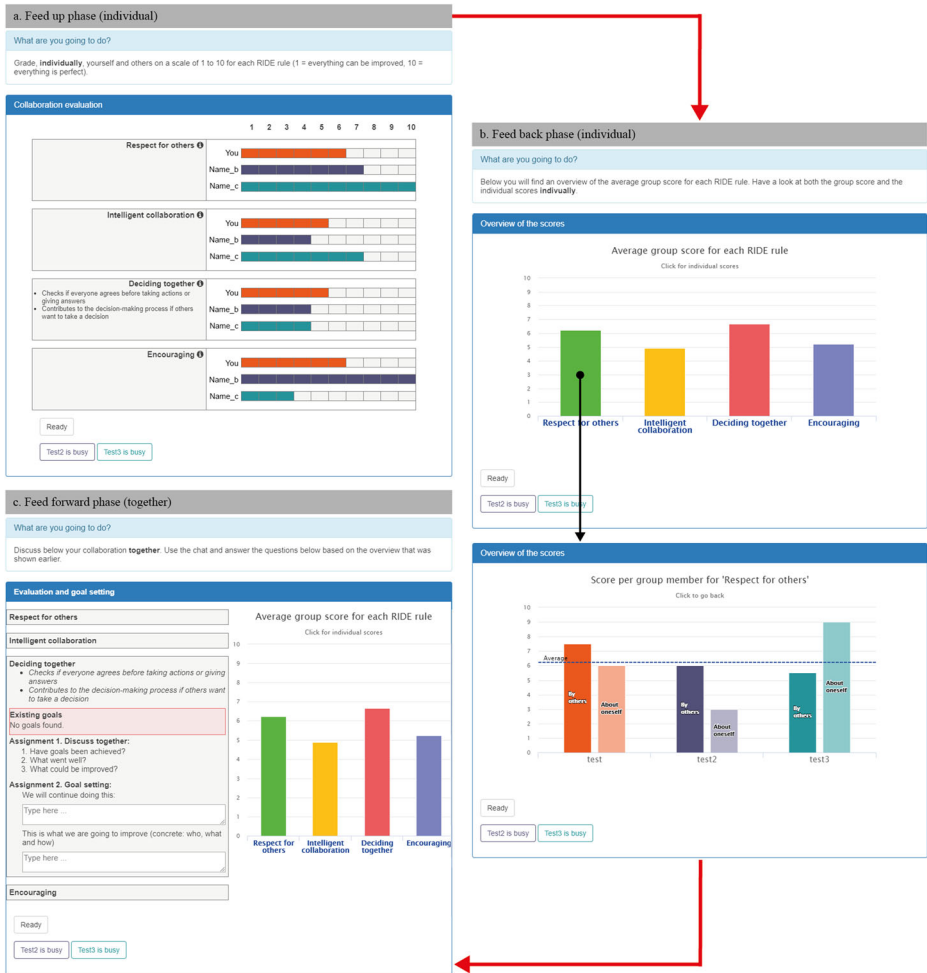 a. Feed up phase (individual)
What are you going to do?
Grade, individually, yourself and others on a scale of 1 to 10 for each RIDE rule (1 = everything can be improved, 10 =
everything is perfect).
Collaboration evaluation
1 2 3 4 5 6 7 8 9 10
Respect for others
You
Name_b
Name_c
Intelligent collaboration
You
Name_b
Name_c
Deciding together
• Checks if everyone agrees before taking actions or
giving answers
• Contributes to the decision-making process if others
want to take a decision
You
Name_b
Name_c
Encouraging
You
Name_b
Name_c
Ready
Test2 is busy
Test3 is busy
b. Feed back phase (individual)
What are you going to do?
Below you will find an overview of the average group score for each RIDE rule. Have a look at both the group score and the
individual scores indivually.
Overview of the scores
Average group score for each RIDE rule
Click for individual scores
10
9
8
7
6
5
4
3
2
1
0
Respect for others
Intelligent
collaboration
Deciding together
Encouraging
Ready
Test2 is busy
Test3 is busy
Overview of the scores
Score per group member for 'Respect for others'
Click to go back
10
9
8
7
6
5
4
3
2
1
0
Average
By
others
About
oneself
By
others
About
oneself
By
others
About
oneself
test
test2
test3
Ready
Test2 is busy
Test3 is busy
c. Feed forward phase (together)
What are you going to do?
Discuss below your collaboration together. Use the chat and answer the questions below based on the overview that was
shown earlier.
Evaluation and goal setting
Respect for others
Intelligent collaboration
Deciding together
• Checks if everyone agrees before taking actions or giving
answers
• Contributes to the decision-making process if others want
to take a decision
Existing goals
No goals found.
Assignment 1. Discuss together:
1. Have goals been achieved?
2. What went well?
3. What could be improved?
Assignment 2. Goal setting:
We will continue doing this:
Type here ...
This is what we are going to improve (concrete: who, what
and how)
Type here ...
Encouraging
Ready
Test2 is busy
Test3 is busy
Average group score for each RIDE rule
Click for individual scores
10
9
8
7
6
5
4
3
2
1
0
Respect for
others
Intelligent
collaboration
Deciding
together
Encouraging